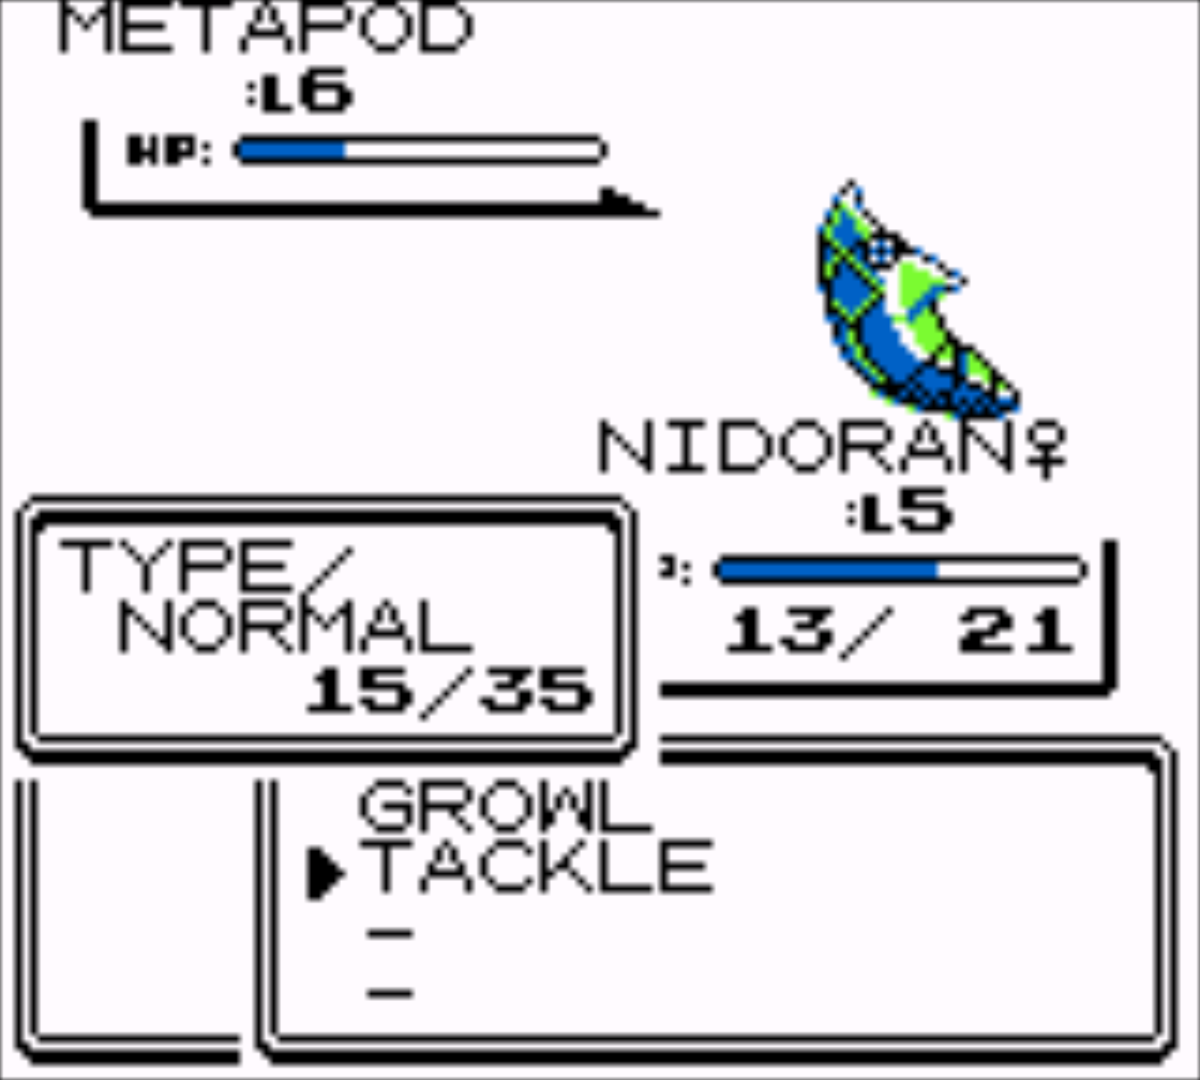 METAPOD
:L6
HP:
NIDORAN♀
:L5
13/ 21
TYPE/
NORMAL
15/35
GROWL
▶TACKLE
–
–